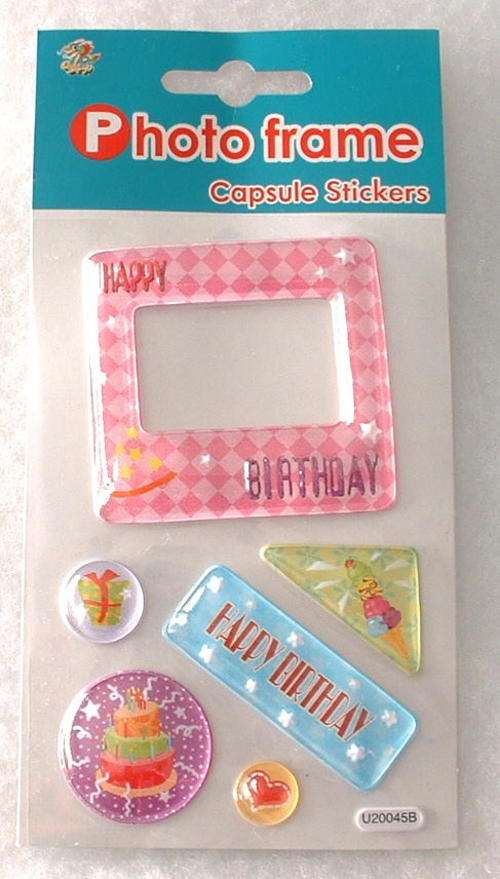 Photo frame
Capsule Stickers
HAPPY
BIRTHDAY
HAPPY BIRTHDAY
U20045B